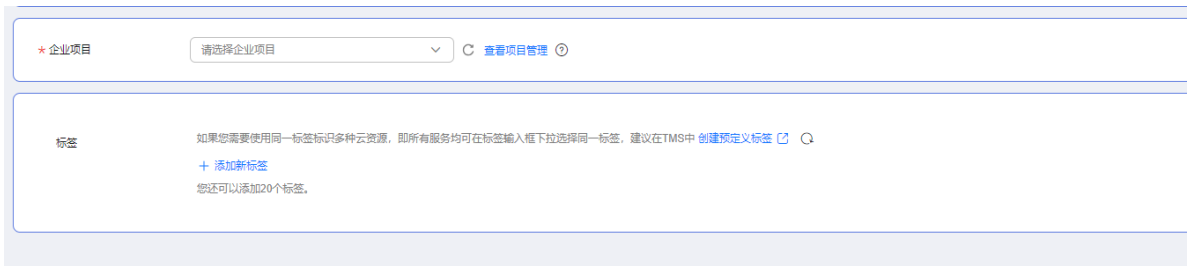 * 企业项目 请选择企业项目 查看项目管理
标签 如果您需要使用同一标签标识多种云资源，即所有服务均可在标签输入框下拉选择同一标签，建议在TMS中 创建预定义标签
+ 添加新标签
您还可以添加20个标签。